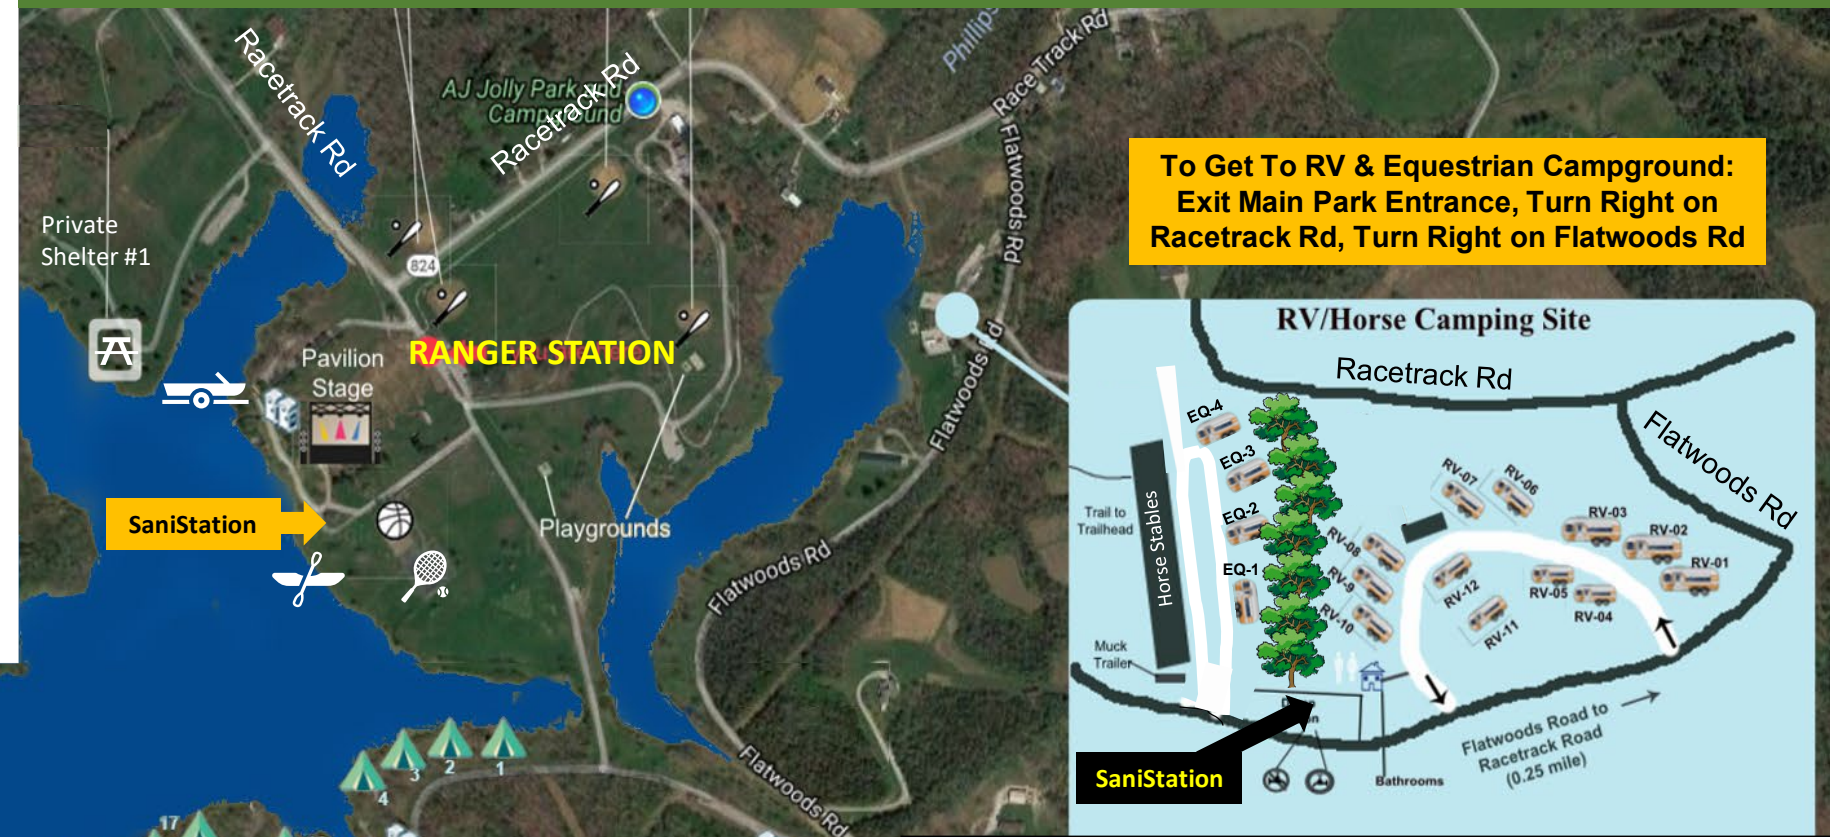 Racetrack Rd
AJ Jolly Park and
Campground
Racetrack Rd
Race Track Rd
Flatwoods Rd
To Get To RV & Equestrian Campground:
Exit Main Park Entrance, Turn Right on
Racetrack Rd, Turn Right on Flatwoods Rd
Private
Shelter #1
824
RANGER STATION
Pavilion
Stage
SaniStation
Playgrounds
Flatwoods Rd
Flatwoods Rd
Flatwoods Rd
1
2
3
4
17
RV/Horse Camping Site
Racetrack Rd
Flatwoods Rd
EQ-4
EQ-3
EQ-2
EQ-1
Horse Stables
Trail to
Trailhead
Muck
Trailer
RV-07
RV-06
RV-03
RV-02
RV-01
RV-08
RV-9
RV-10
RV-12
RV-11
RV-05
RV-04
SaniStation
Bathrooms
Flatwoods Road to
Racetrack Road
(0.25 mile)